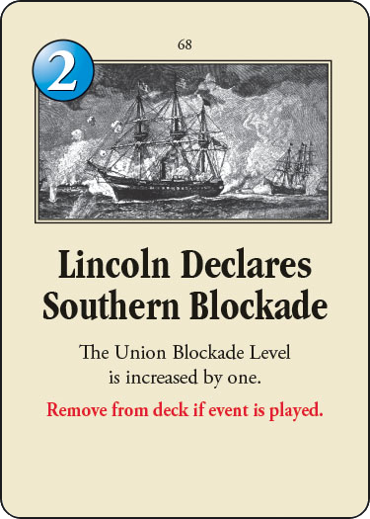 68
2
Lincoln Declares
Southern Blockade
The Union Blockade Level
is increased by one.
Remove from deck if event is played.